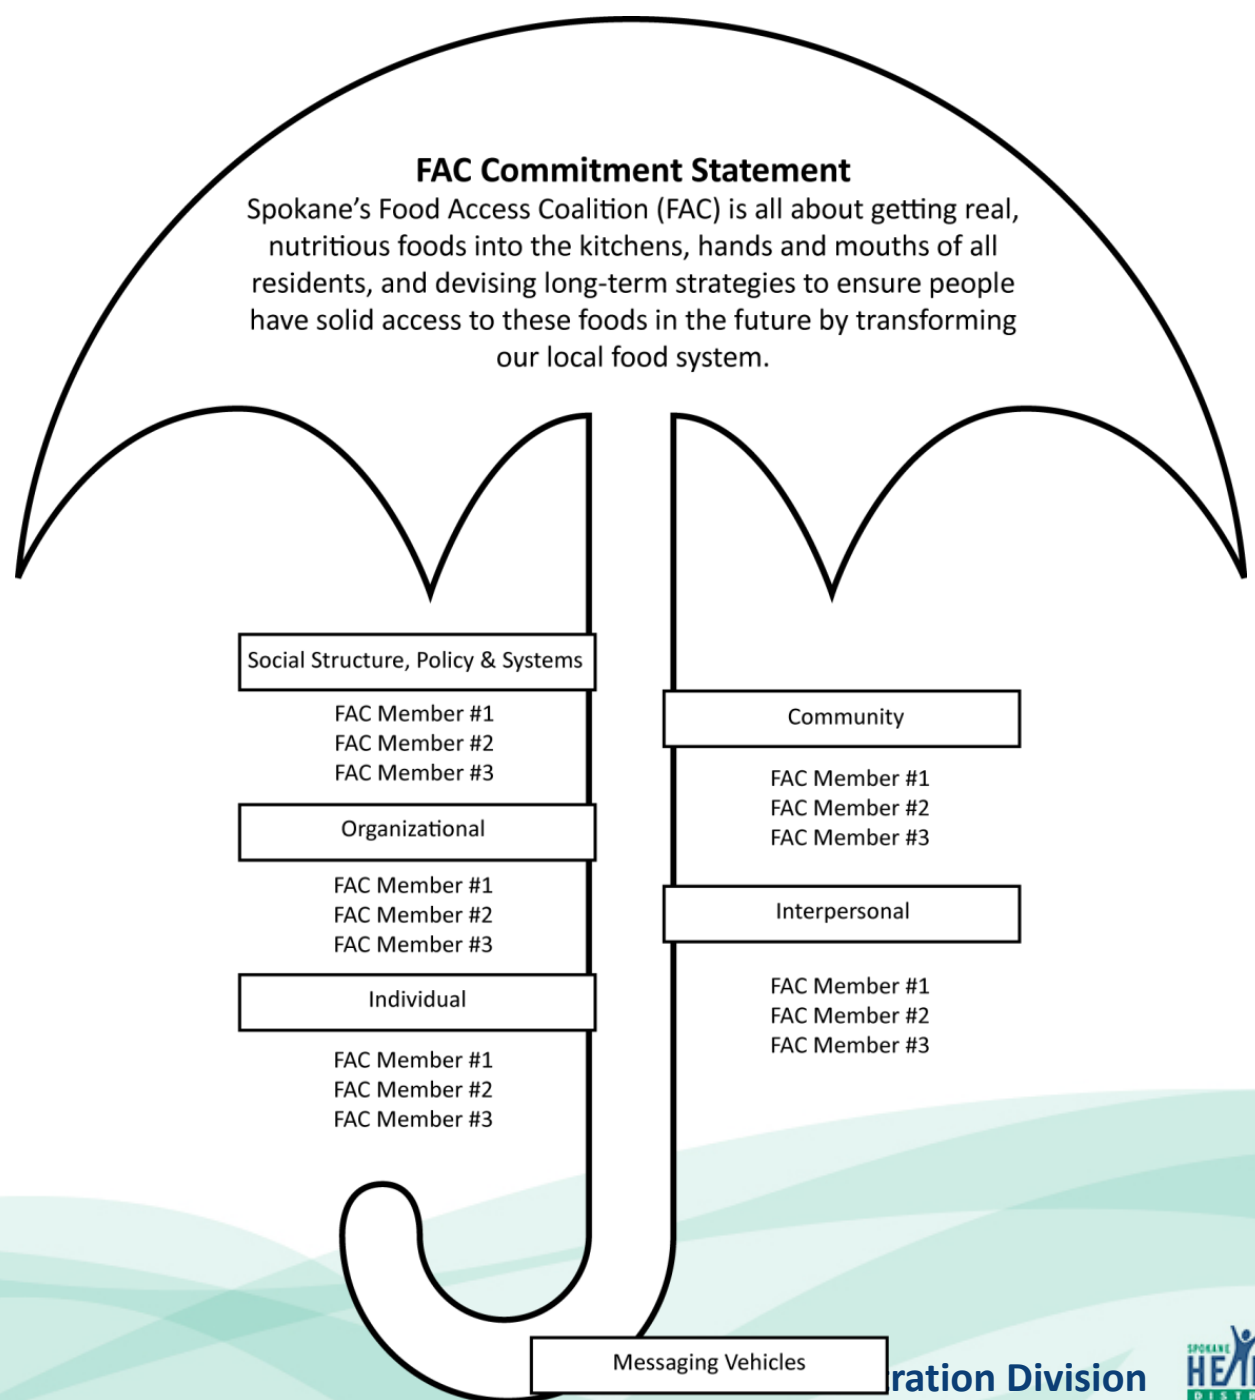 FAC Commitment Statement
Spokane’s Food Access Coalition (FAC) is all about getting real,
nutritious foods into the kitchens, hands and mouths of all
residents, and devising long-term strategies to ensure people
have solid access to these foods in the future by transforming
our local food system.
Social Structure, Policy & Systems
FAC Member #1
FAC Member #2
FAC Member #3
Organizational
FAC Member #1
FAC Member #2
FAC Member #3
Individual
FAC Member #1
FAC Member #2
FAC Member #3
Community
FAC Member #1
FAC Member #2
FAC Member #3
Interpersonal
FAC Member #1
FAC Member #2
FAC Member #3
Messaging Vehicles
Division
SPOKANE